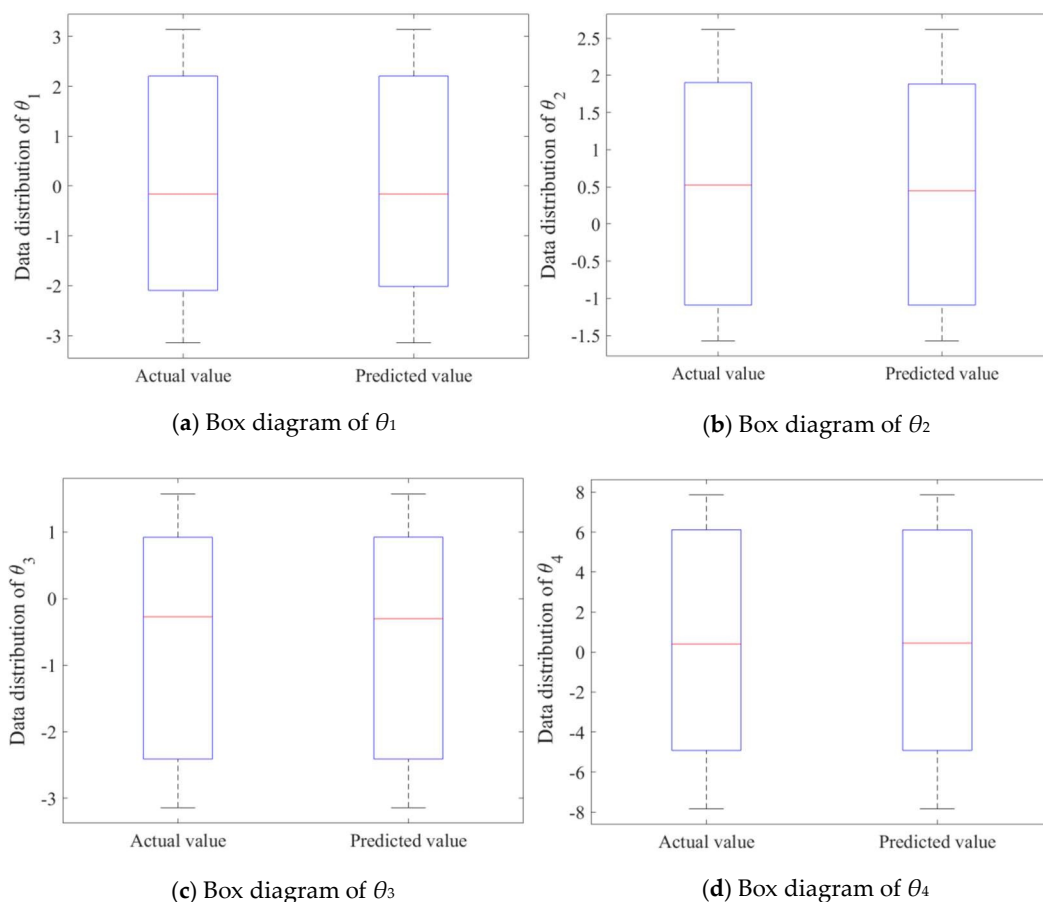 Data distribution of θ1
3
2
1
0
-1
-2
-3
Actual value Predicted value
(a) Box diagram of θ1
Data distribution of θ2
2.5
2
1.5
1
0.5
0
-0.5
-1
-1.5
Actual value Predicted value
(b) Box diagram of θ2
Data distribution of θ3
1
0
-1
-2
-3
Actual value Predicted value
(c) Box diagram of θ3
Data distribution of θ4
8
6
4
2
0
-2
-4
-6
-8
Actual value Predicted value
(d) Box diagram of θ4